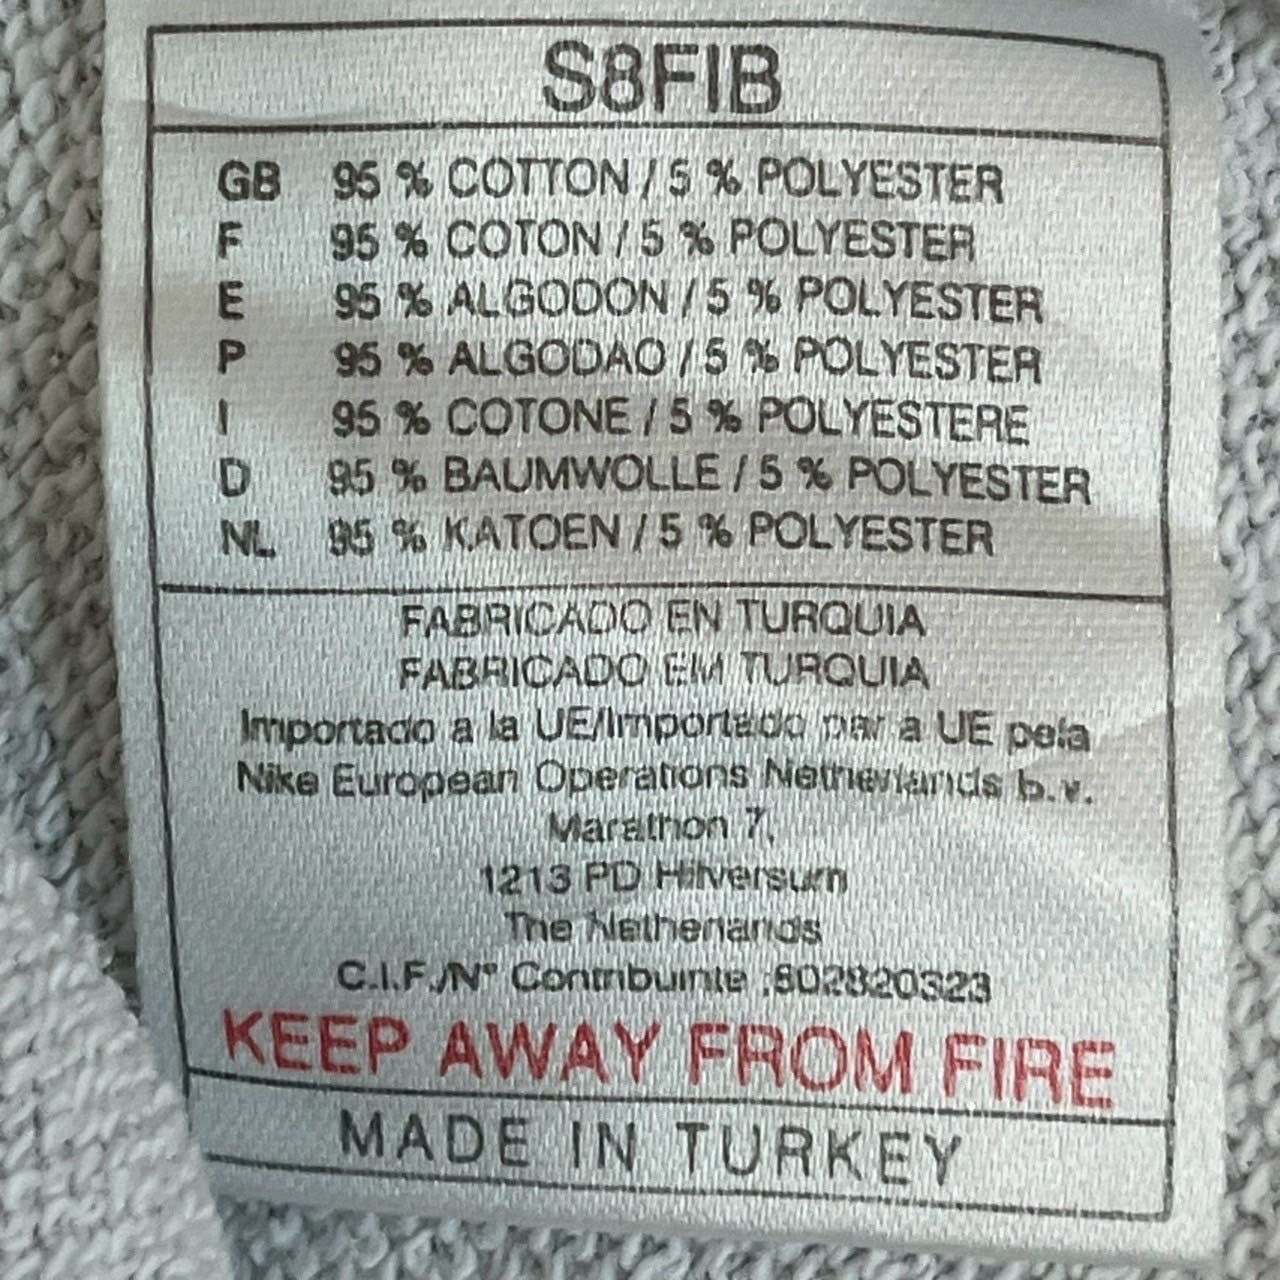 S8FIB
GB 95 % COTTON / 5 % POLYESTER
F 95 % COTON / 5 % POLYESTER
E 95 % ALGODON / 5 % POLYESTER
P 95 % ALGODAO / 5 % POLYESTER
I 95 % COTONE / 5 % POLYESTERE
D 95 % BAUMWOLLE / 5 % POLYESTER
NL 95 % KATOEN / 5 % POLYESTER
FABRICADO EN TURQUIA
FABRICADO EM TURQUIA
Importado a la UE/Importado par a UE pela
Nike European Operations Netherlands b.v.
Marathon 7,
1213 PD Hilversum
The Netherlands
C.I.F./N° Contribuinte :802820323
KEEP AWAY FROM FIRE
MADE IN TURKEY